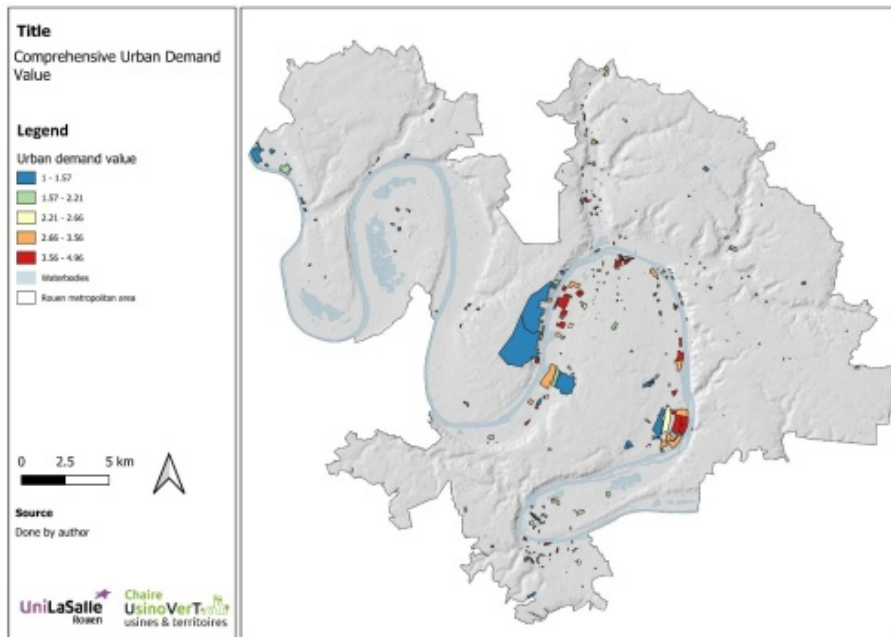 Title
Comprehensive Urban Demand
Value
Legend
Urban demand value
1 - 1.57
1.57 - 2.21
2.21 - 2.66
2.66 - 3.56
3.56 - 4.96
Waterbodies
Rouen metropolitan area
0 2.5 5 km
Source
Done by author
UniLaSalle
Rouen
Chaire
UsinoVerT
usines & territoires